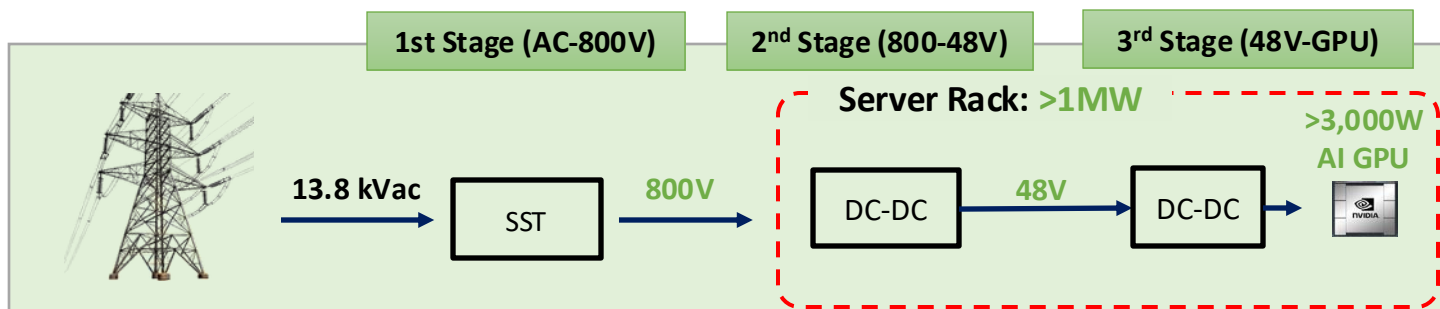 1st Stage (AC-800V)
2nd Stage (800-48V)
3rd Stage (48V-GPU)
Server Rack: >1MW
>3,000W
AI GPU
13.8 kVac
SST
800V
DC-DC
48V
DC-DC
NVIDIA